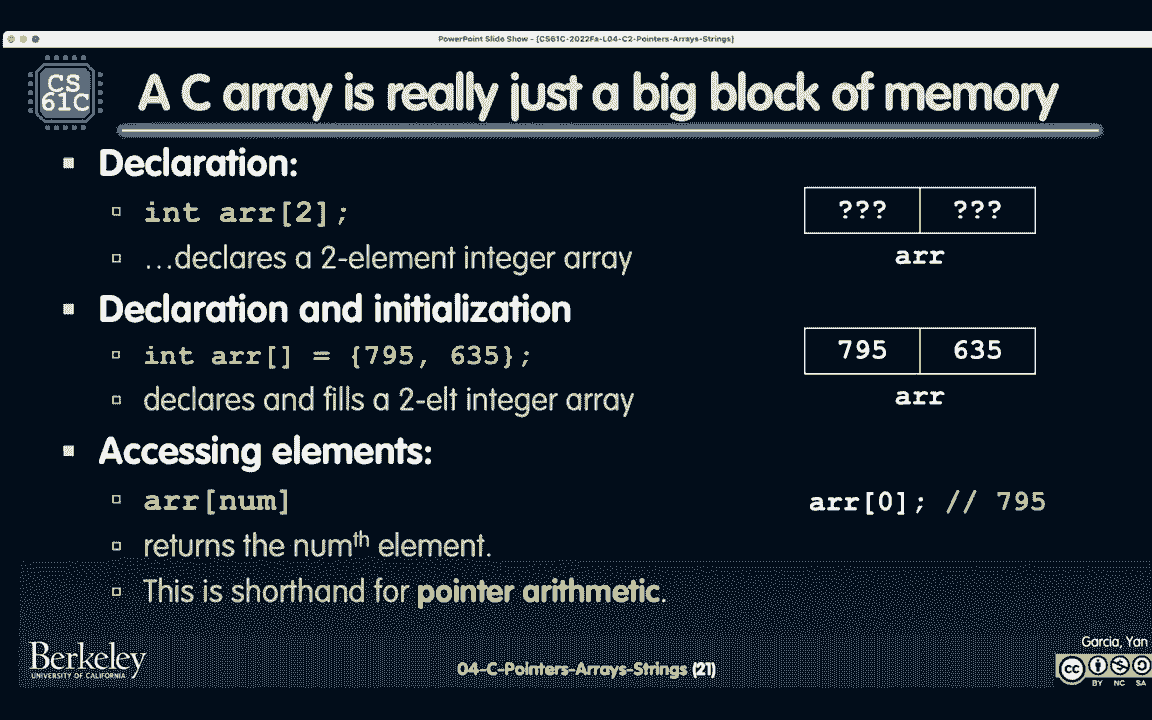 PowerPoint Slide Show - [CS61C-2022Fa-L04-C2-Pointers-Arrays-Strings]
CS
61C
A C array is really just a big block of memory
Declaration:
int arr[2];
...declares a 2-element integer array
??? ???
arr
Declaration and initialization
int arr[] = {795, 635};
declares and fills a 2-elt integer array
795 635
arr
Accessing elements:
arr[num]
arr[0]; // 795
returns the numth element.
This is shorthand for pointer arithmetic.
Berkeley
UNIVERSITY OF CALIFORNIA
04-C-Pointers-Arrays-Strings (21)
Garcia, Yan
cc
BY NC SA